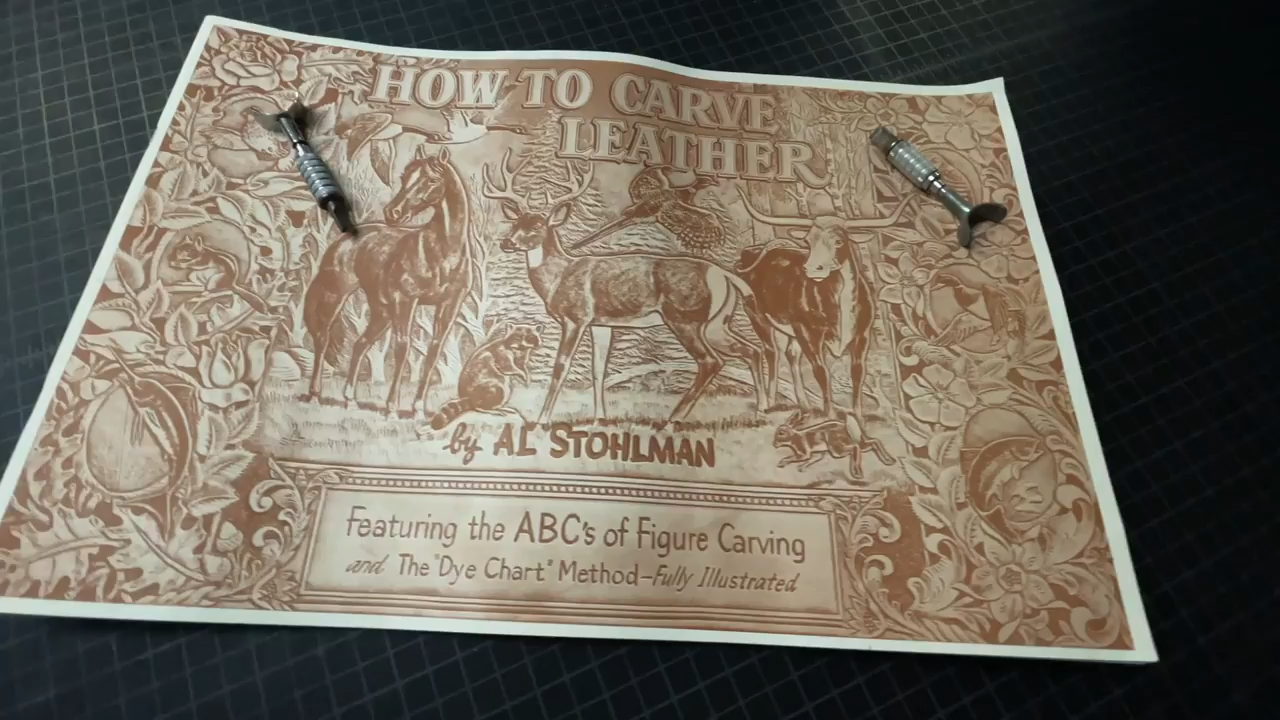 HOW TO CARVE
LEATHER
by AL STOHLMAN
Featuring the ABC's of Figure Carving
and The "Dye Chart" Method—Fully Illustrated